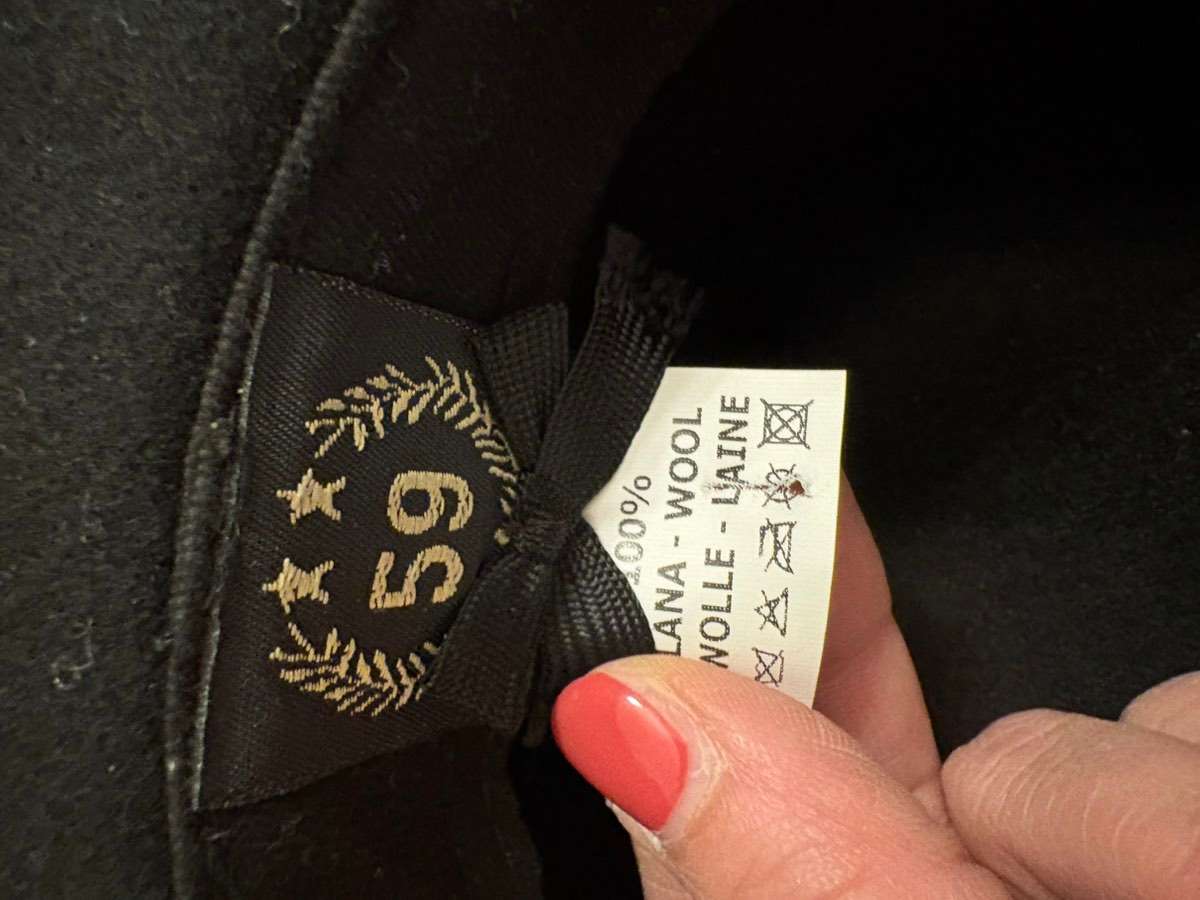 59
100%
LANA - WOOL
WOLLE - LAINE